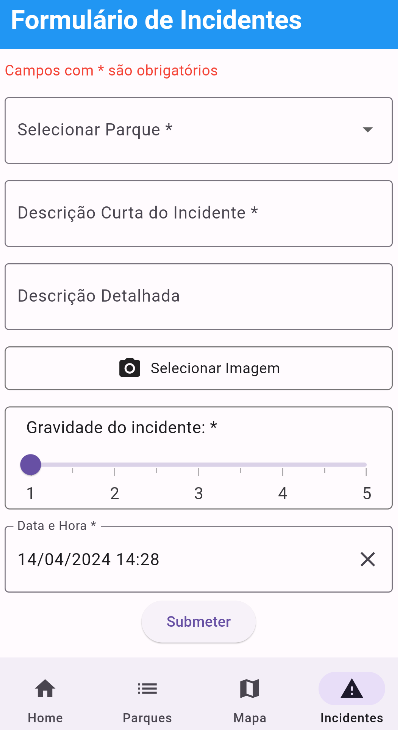 Formulário de Incidentes
Campos com * são obrigatórios
Selecionar Parque *
Descrição Curta do Incidente *
Descrição Detalhada
Selecionar Imagem
Gravidade do incidente: *
1 2 3 4 5
Data e Hora *
14/04/2024 14:28
Submeter
Home Parques Mapa Incidentes